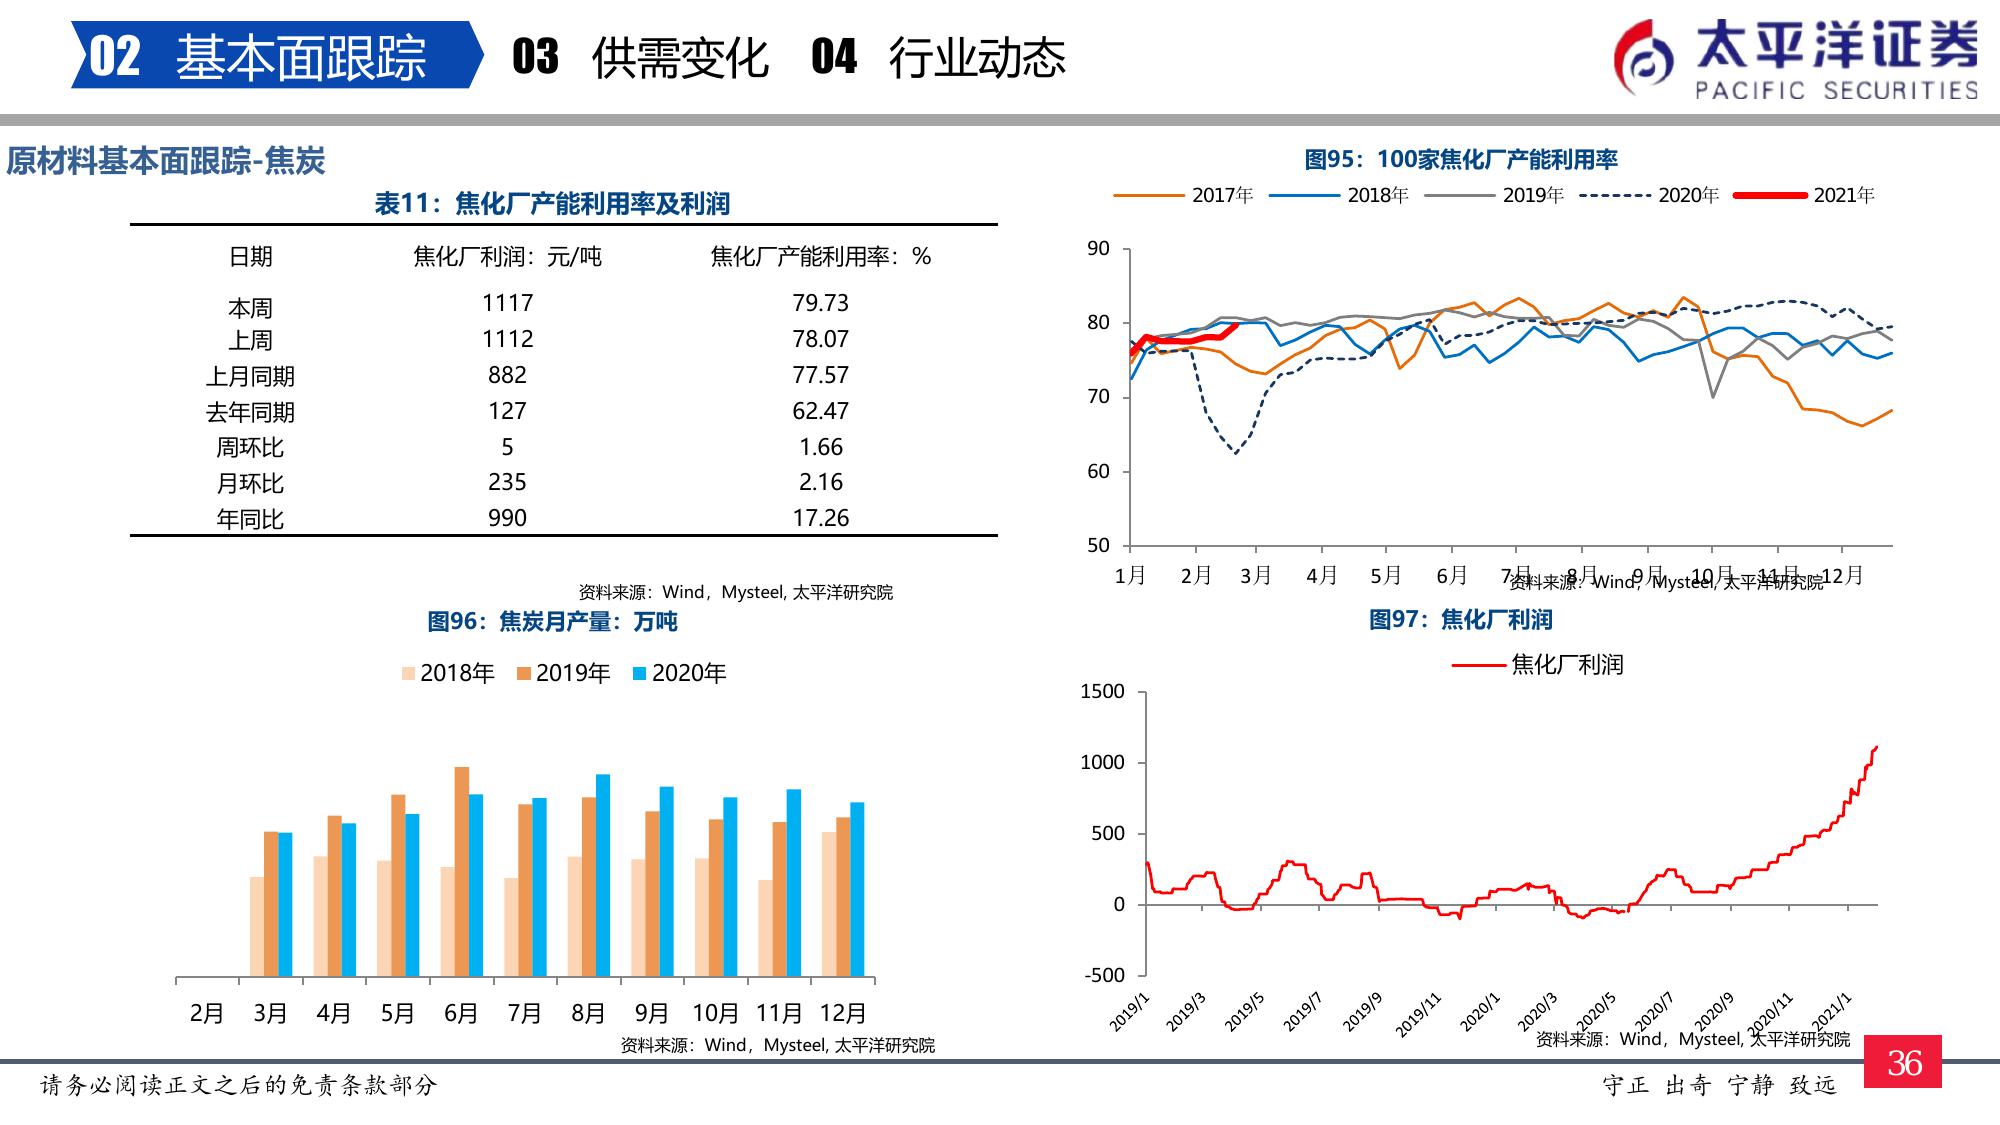 02 基本面跟踪 03 供需变化 04 行业动态
太平洋证券
PACIFIC SECURITIES
原材料基本面跟踪-焦炭
表11：焦化厂产能利用率及利润
日期 焦化厂利润：元/吨 焦化厂产能利用率：%
本周 1117 79.73
上周 1112 78.07
上月同期 882 77.57
去年同期 127 62.47
周环比 5 1.66
月环比 235 2.16
年同比 990 17.26
资料来源：Wind，Mysteel, 太平洋研究院
图95：100家焦化厂产能利用率
2017年 2018年 2019年 2020年 2021年
90
80
70
60
50
1月 2月 3月 4月 5月 6月 7月 8月 9月 10月 11月 12月
资料来源：Wind，Mysteel, 太平洋研究院
图96：焦炭月产量：万吨
2018年 2019年 2020年
2月 3月 4月 5月 6月 7月 8月 9月 10月 11月 12月
资料来源：Wind，Mysteel, 太平洋研究院
图97：焦化厂利润
焦化厂利润
1500
1000
500
0
-500
2019/1 2019/3 2019/5 2019/7 2019/9 2019/11 2020/1 2020/3 2020/5 2020/7 2020/9 2020/11 2021/1
资料来源：Wind，Mysteel, 太平洋研究院
请务必阅读正文之后的免责条款部分
守正 出奇 宁静 致远
36